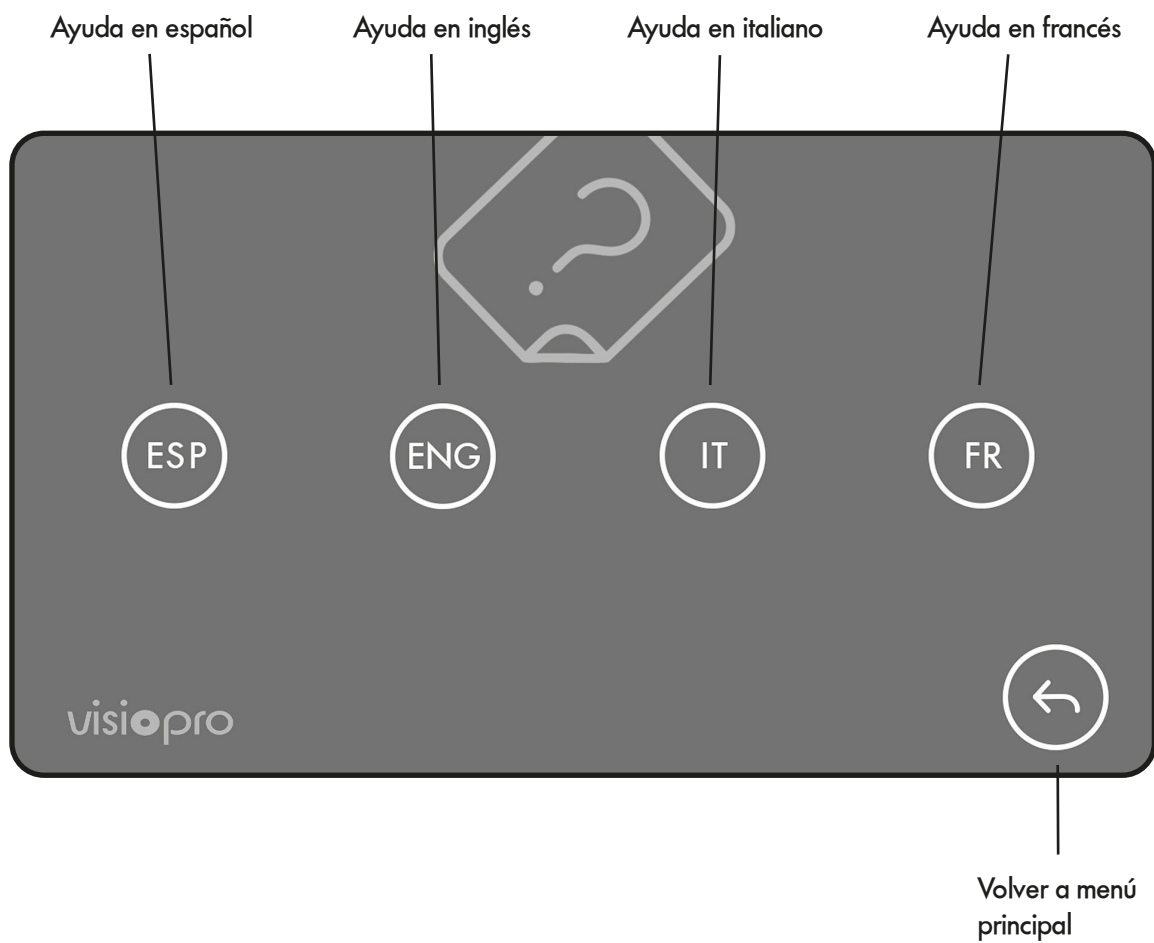 Ayuda en español
Ayuda en inglés
Ayuda en italiano
Ayuda en francés
?
ESP
ENG
IT
FR
visiopro
Volver a menú
principal